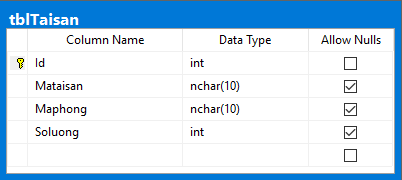 tblTaisan
Column Name Data Type Allow Nulls
Id int
Mataisan nchar(10)
Maphong nchar(10)
Soluong int